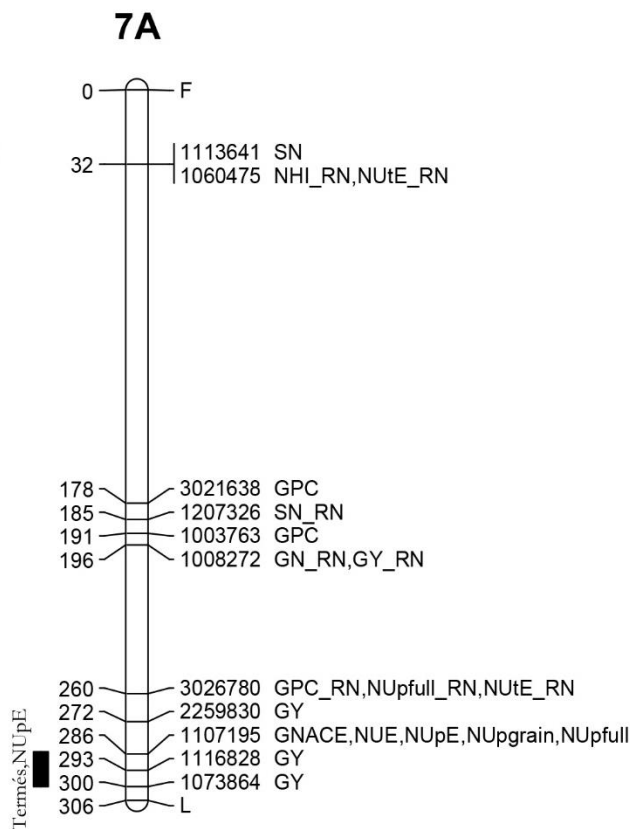 7A
0 F
32 1113641 SN
1060475 NHI_RN,NUtE_RN
178 3021638 GPC
185 1207326 SN_RN
191 1003763 GPC
196 1008272 GN_RN,GY_RN
260 3026780 GPC_RN,NUpfull_RN,NUtE_RN
272 2259830 GY
286 1107195 GNACE,NUE,NUpE,NUpgrain,NUpfull
293 1116828 GY
300 1073864 GY
306 L
Termés,NUpE